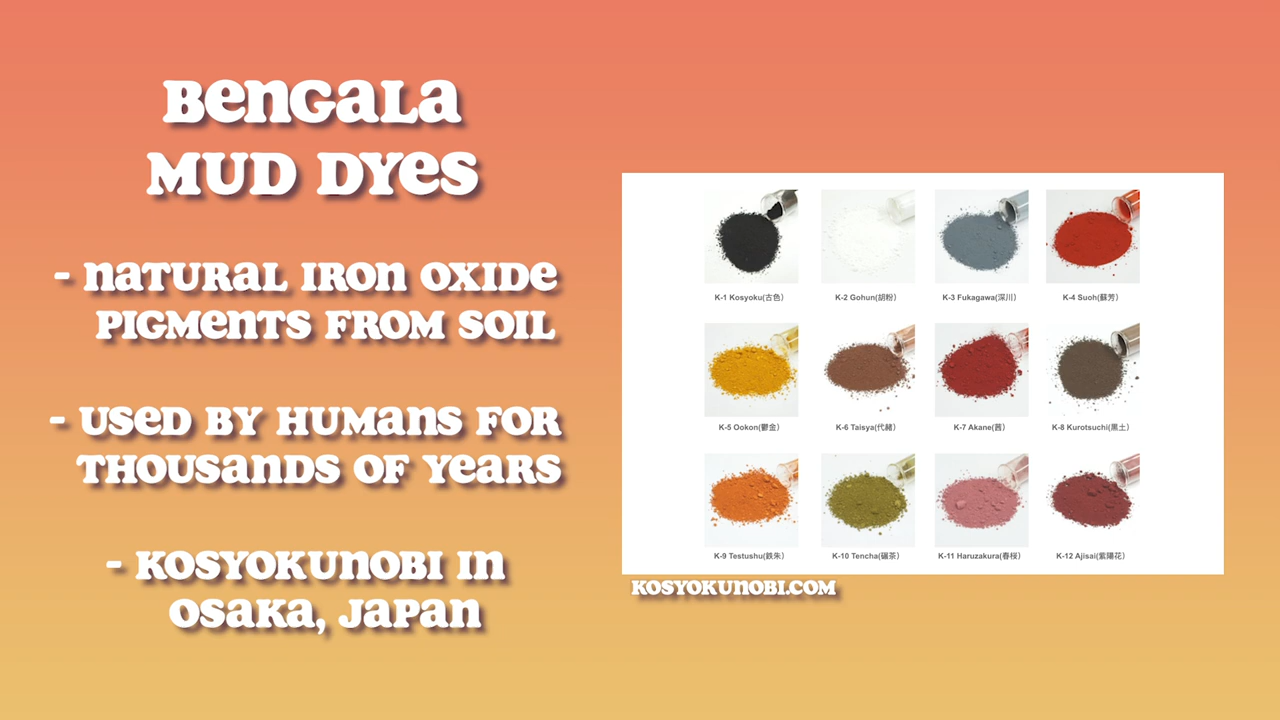 Bengala
Mud Dyes
- Natural Iron Oxide
Pigments from Soil
- Used by Humans for
Thousands of Years
- Kosyokunobi in
Osaka, Japan
K-1 Kosyoku(古色)
K-2 Gohun(胡粉)
K-3 Fukagawa(深川)
K-4 Suoh(蘇芳)
K-5 Ookon(鬱金)
K-6 Taisya(代赭)
K-7 Akane(茜)
K-8 Kurotsuchi(黒土)
K-9 Testushu(鉄朱)
K-10 Tencha(碾茶)
K-11 Haruzakura(春桜)
K-12 Ajisai(紫陽花)
kosyokunobi.com